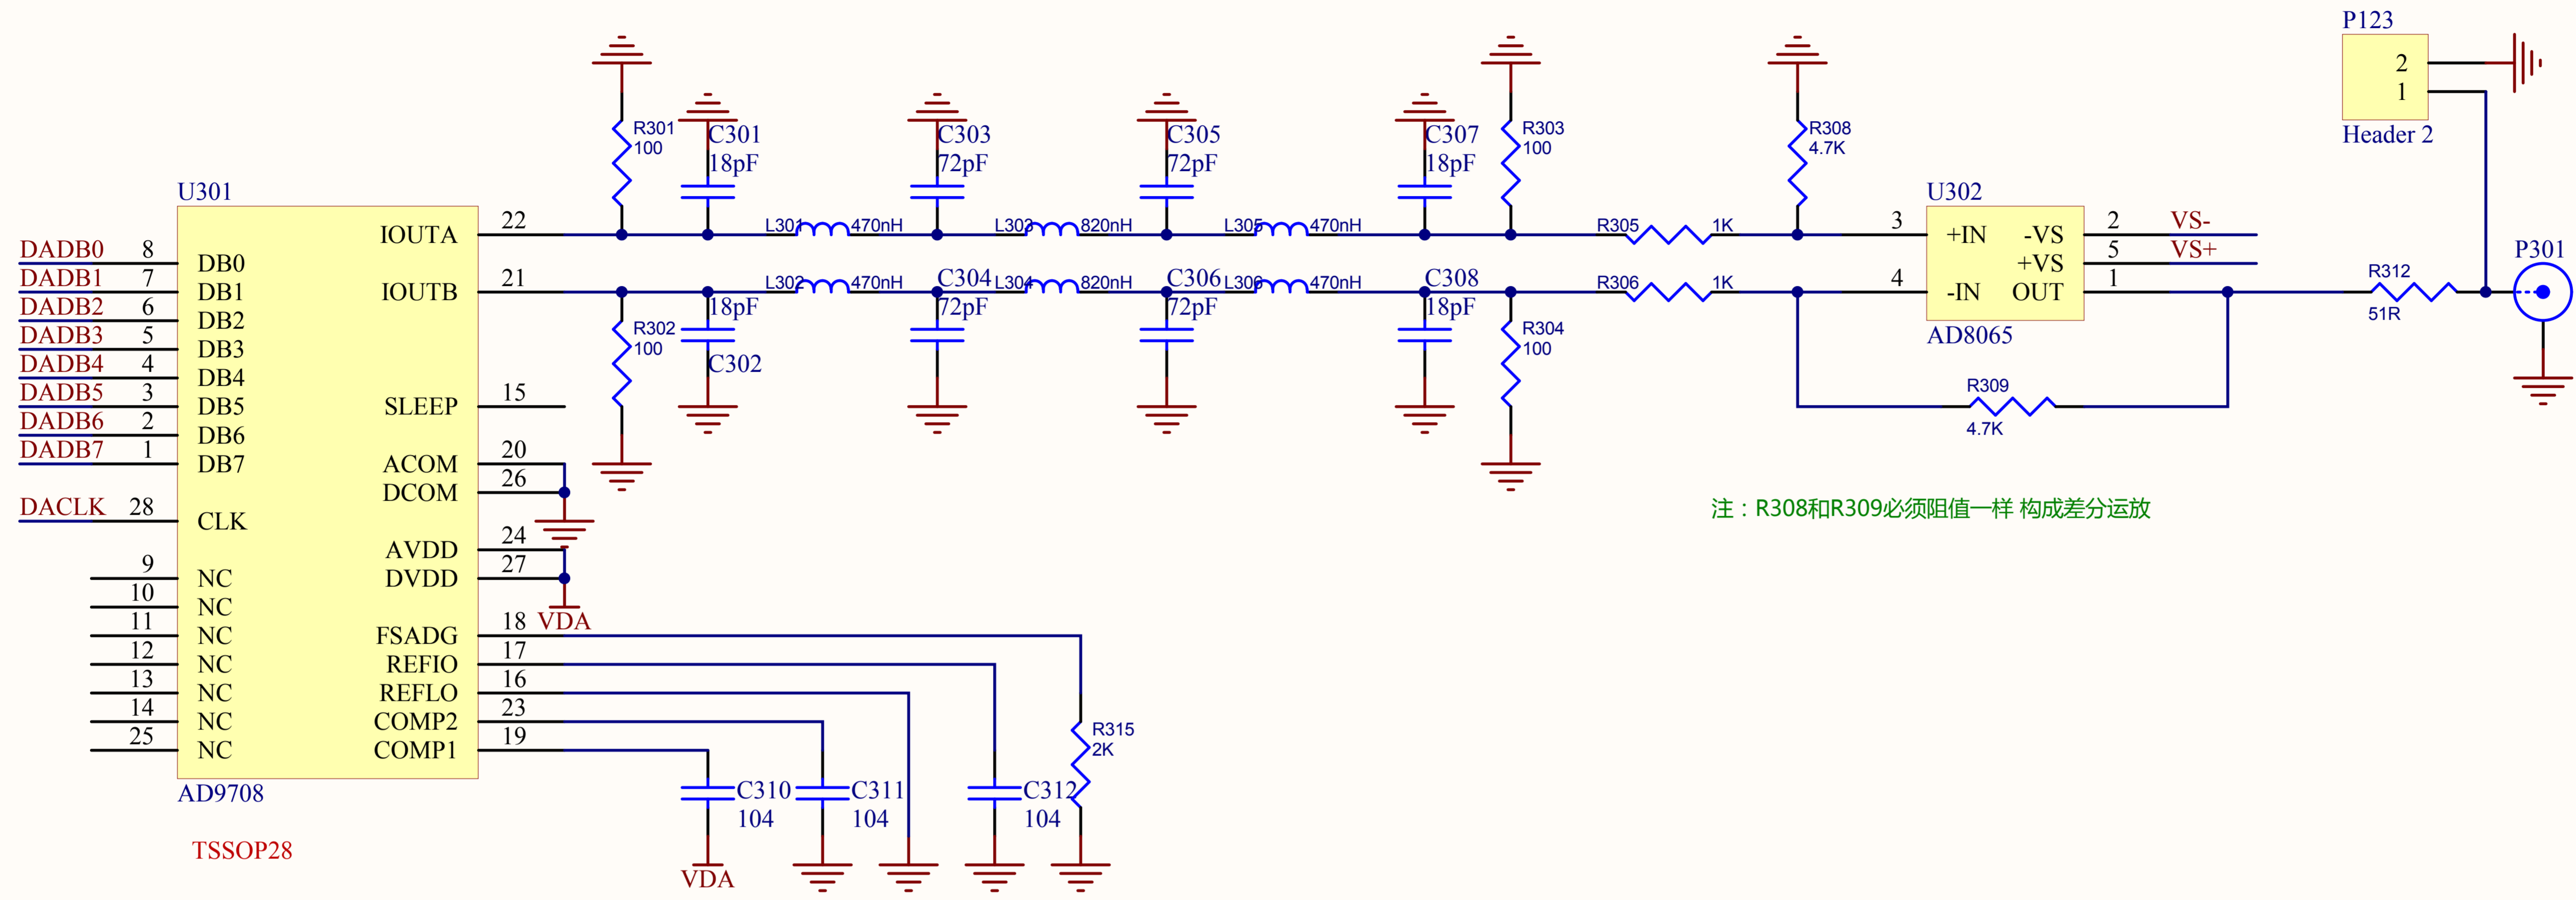 P123
2
1
Header 2
R301
100
C301
18pF
C303
72pF
C305
72pF
C307
18pF
R303
100
R308
4.7K
U301
IOUTA 22
L301 470nH
L303 820nH
L305 470nH
R305 1K
U302
3 +IN
-VS 2 VS-
+VS 5 VS+
4 -IN
OUT 1
AD8065
P301
R312
51R
DADB0 8 DB0
DADB1 7 DB1
DADB2 6 DB2
DADB3 5 DB3
DADB4 4 DB4
DADB5 3 DB5
DADB6 2 DB6
DADB7 1 DB7
DACLK 28 CLK
IOUTB 21
L302 470nH
C304
72pF
L304 820nH
C306
72pF
L306 470nH
C308
18pF
R306 1K
18pF
C302
R302
100
R304
100
R309
4.7K
SLEEP 15
ACOM 20
DCOM 26
AVDD 24
DVDD 27
VDA
注：R308和R309必须阻值一样 构成差分运放
9 NC
10 NC
11 NC
12 NC
13 NC
14 NC
25 NC
FSADG 18
REFIO 17
REFLO 16
COMP2 23
COMP1 19
R315
2K
C310
104
C311
104
C312
104
VDA
AD9708
TSSOP28